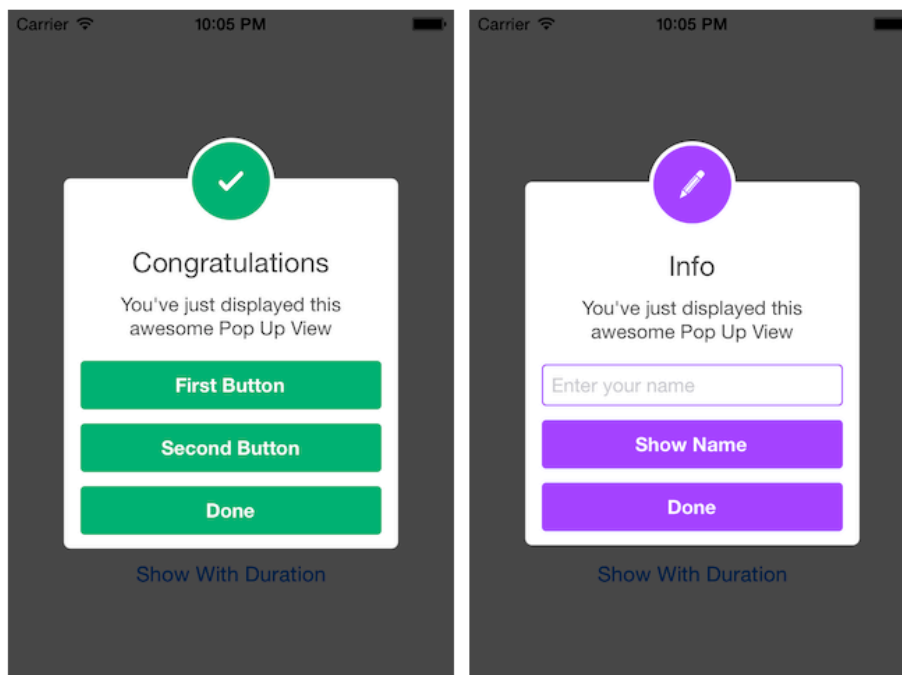 Carrier 10:05 PM
Congratulations
You've just displayed this
awesome Pop Up View
First Button
Second Button
Done
Show With Duration
Carrier 10:05 PM
Info
You've just displayed this
awesome Pop Up View
Enter your name
Show Name
Done
Show With Duration